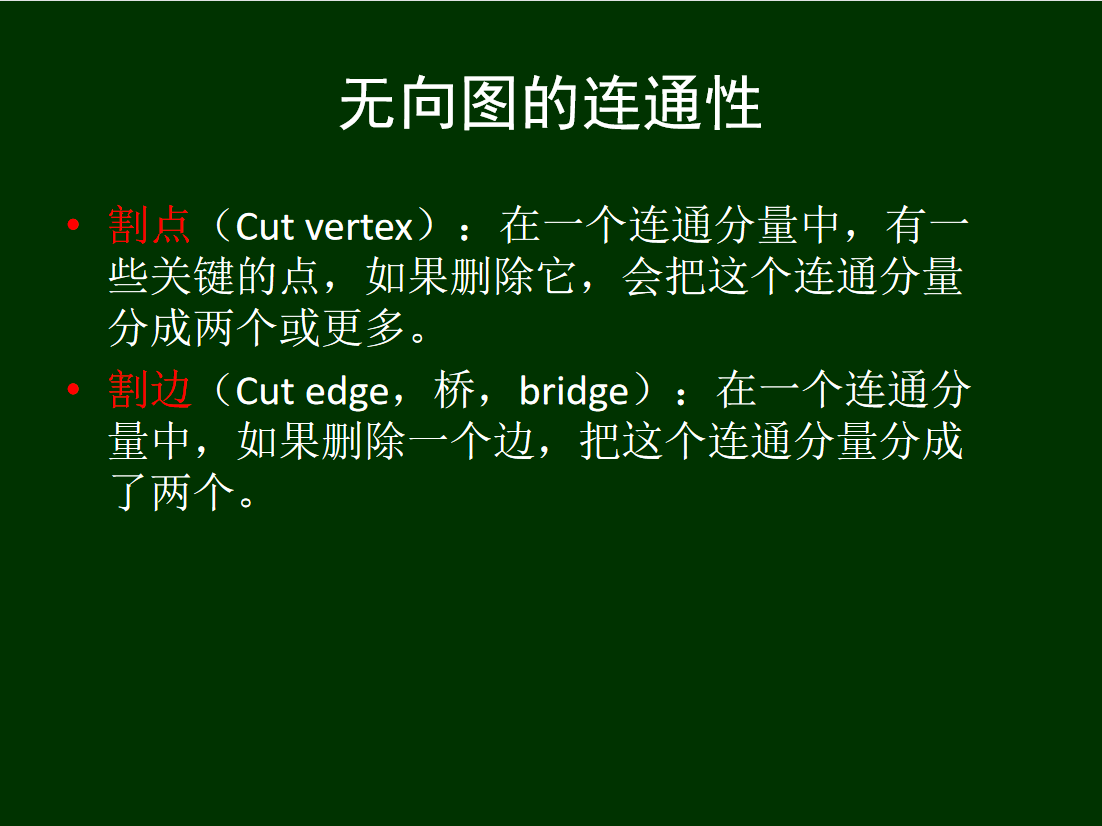 无向图的连通性
• 割点（Cut vertex）：在一个连通分量中，有一
些关键的点，如果删除它，会把这个连通分量
分成两个或更多。
• 割边（Cut edge，桥，bridge）：在一个连通分
量中，如果删除一个边，把这个连通分量分成
了两个。